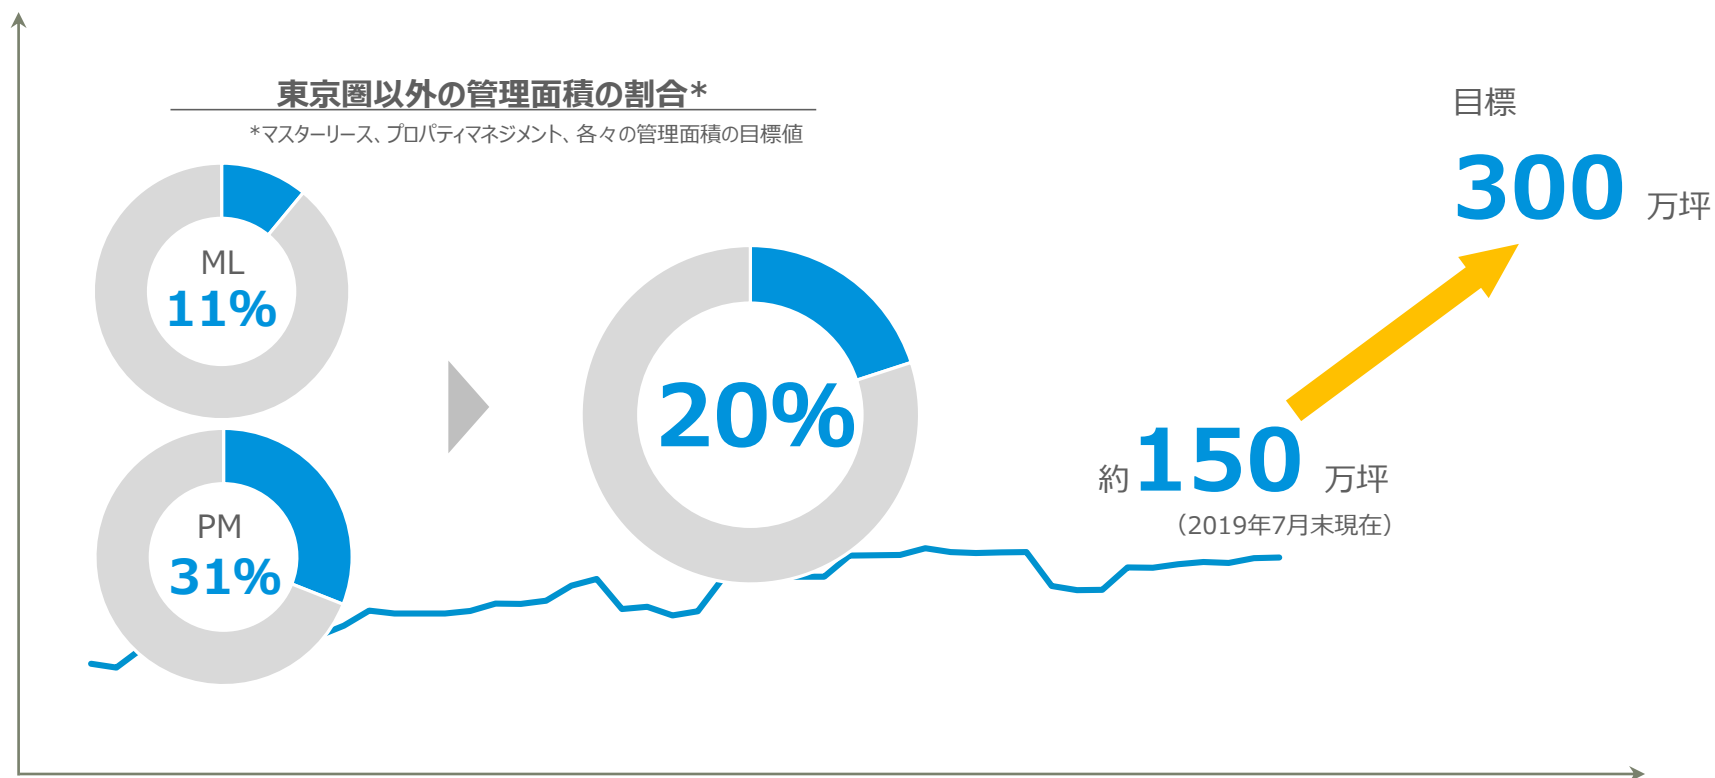 東京圏以外の管理面積の割合*
*マスターリース、プロパティマネジメント、各々の管理面積の目標値
ML
11%
PM
31%
20%
目標
300 万坪
約150 万坪
（2019年7月末現在）